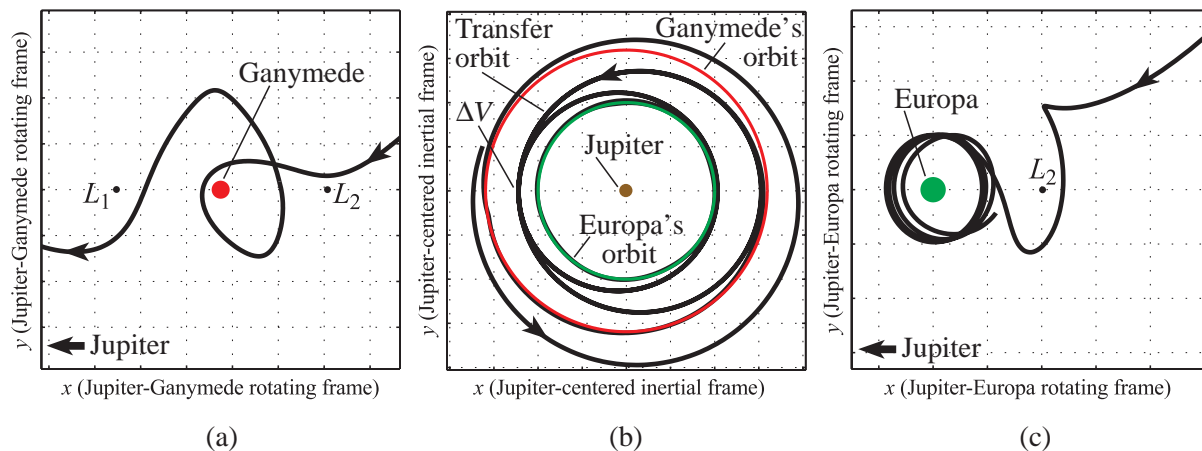 y (Jupiter-Ganymede rotating frame)
Ganymede
L1
L2
Jupiter
x (Jupiter-Ganymede rotating frame)
(a)
y (Jupiter-centered inertial frame)
Transfer
orbit
Ganymede's
orbit
ΔV
Jupiter
Europa's
orbit
x (Jupiter-centered inertial frame)
(b)
y (Jupiter-Europa rotating frame)
Europa
L2
Jupiter
x (Jupiter-Europa rotating frame)
(c)